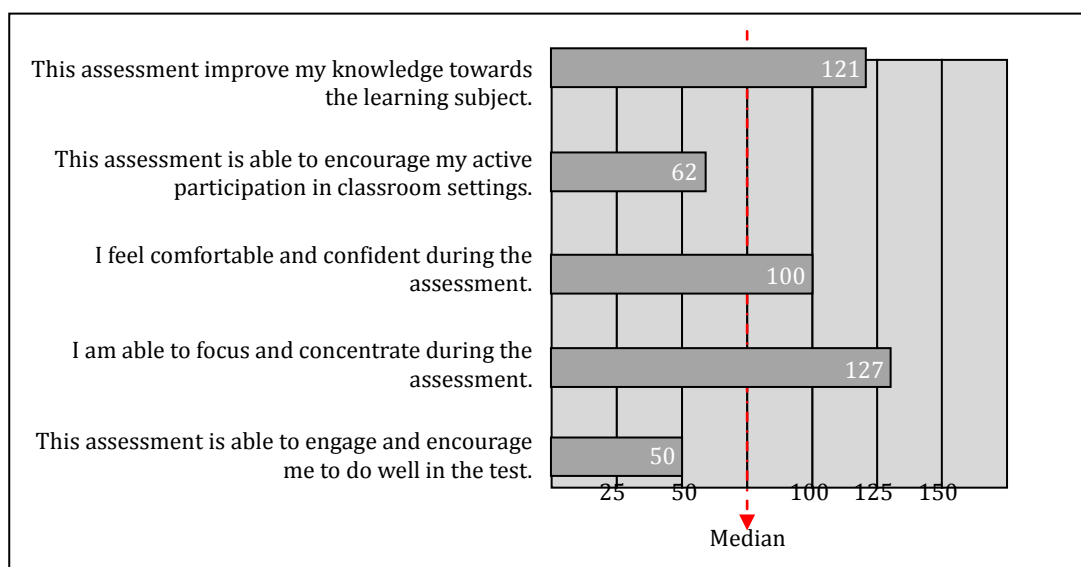 This assessment improve my knowledge towards
the learning subject.
121
This assessment is able to encourage my active
participation in classroom settings.
62
I feel comfortable and confident during the
assessment.
100
I am able to focus and concentrate during the
assessment.
127
This assessment is able to engage and encourage
me to do well in the test.
50
25 50 100 125 150
Median